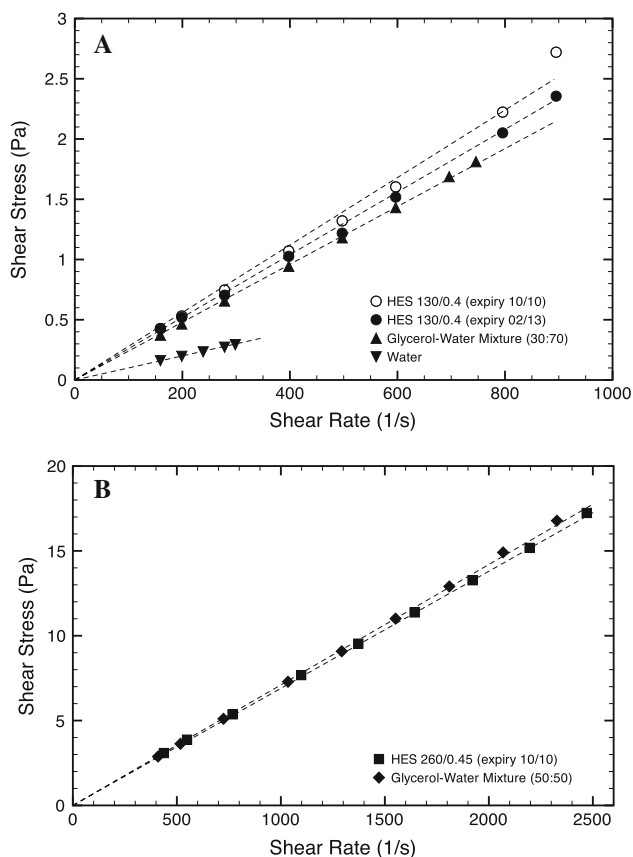 A
3
2.5
2
1.5
1
0.5
0
Shear Stress (Pa)
HES 130/0.4 (expiry 10/10)
HES 130/0.4 (expiry 02/13)
Glycerol-Water Mixture (30:70)
Water
0 200 400 600 800 1000
Shear Rate (1/s)
B
20
15
10
5
0
Shear Stress (Pa)
HES 260/0.45 (expiry 10/10)
Glycerol-Water Mixture (50:50)
0 500 1000 1500 2000 2500
Shear Rate (1/s)